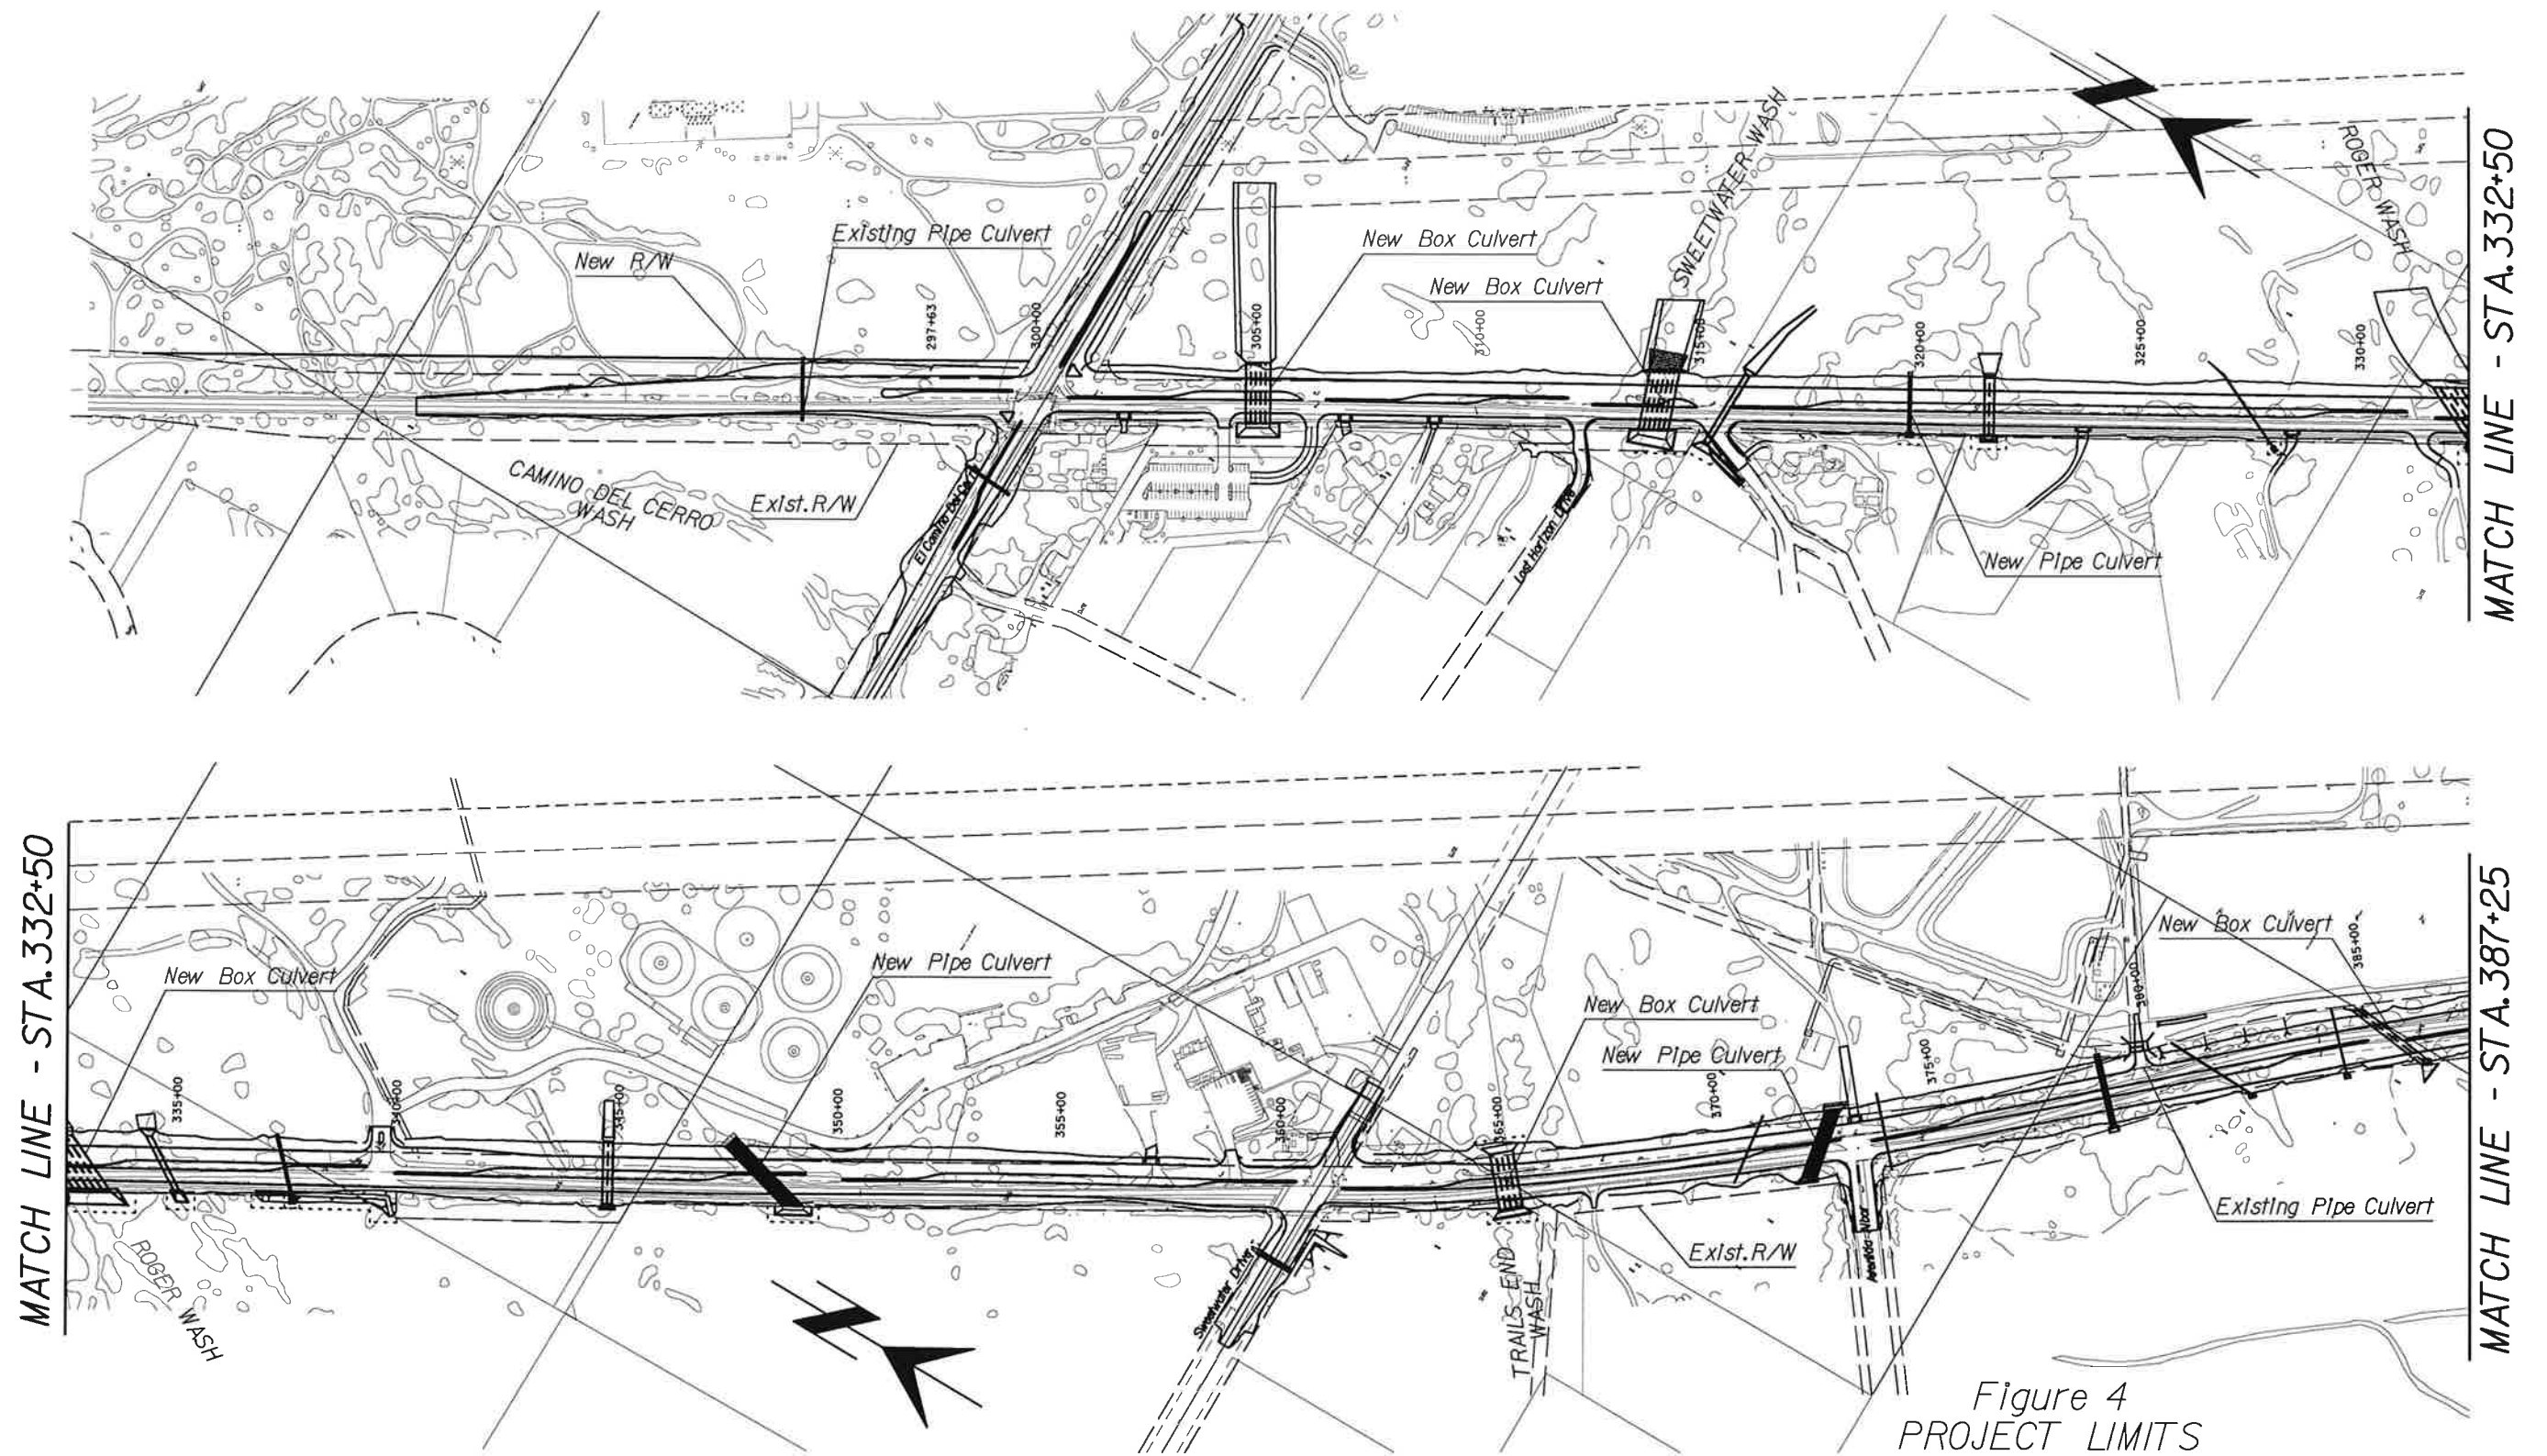 SWEETWATER WASH
ROGER WASH
MATCH LINE - STA.332+50
Existing Pipe Culvert
New R/W
New Box Culvert
New Box Culvert
297+63
300+00
305+00
310+00
315+00
320+00
325+00
330+00
CAMINO DEL CERRO
WASH
Exist.R/W
El Camino Del Cerro
Lost Horizon Drive
New Pipe Culvert
MATCH LINE - STA.332+50
MATCH LINE - STA.387+25
New Box Culvert
New Pipe Culvert
New Box Culvert
New Box Culvert
New Pipe Culvert
335+00
340+00
345+00
350+00
355+00
360+00
365+00
370+00
375+00
380+00
385+00
Existing Pipe Culvert
Exist.R/W
ROGER WASH
Sweetwater Drive
TRAILS END
WASH
Figure 4
PROJECT LIMITS